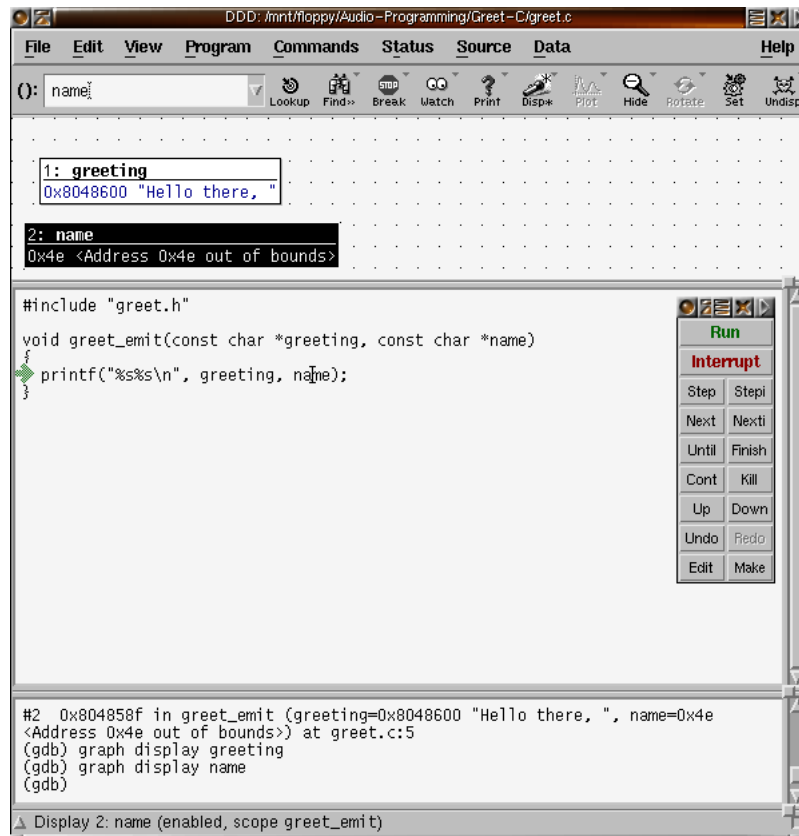 DDD: /mnt/floppy/Audio-Programming/Greet-C/greet.c
File Edit View Program Commands Status Source Data Help
(): name
Lookup Find» Break Watch Print Disp* Plot Hide Rotate Set Undisp
1: greeting
0x8048600 "Hello there, "
2: name
0x4e <Address 0x4e out of bounds>
#include "greet.h"
void greet_emit(const char *greeting, const char *name)
{
printf("%s%s\n", greeting, name);
}
Run
Interrupt
Step Stepi
Next Nexti
Until Finish
Cont Kill
Up Down
Undo Redo
Edit Make
#2 0x804858f in greet_emit (greeting=0x8048600 "Hello there, ", name=0x4e
<Address 0x4e out of bounds>) at greet.c:5
(gdb) graph display greeting
(gdb) graph display name
(gdb)
Display 2: name (enabled, scope greet_emit)